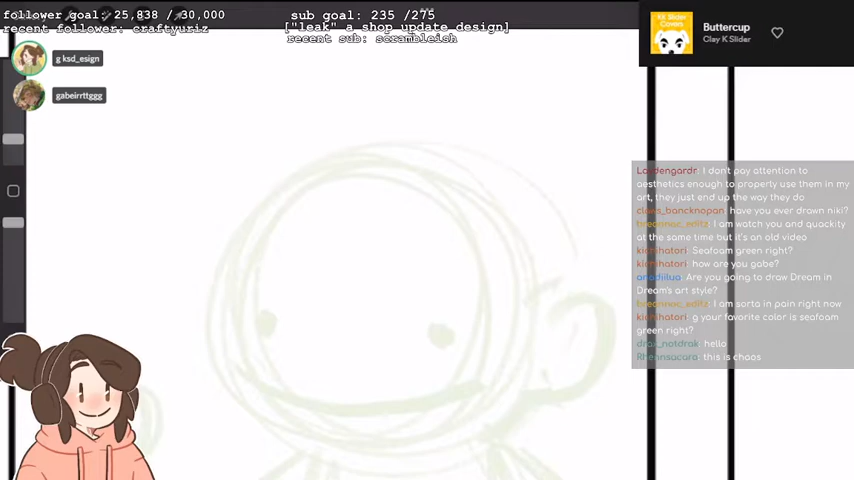 follower goal: 25,838 / 30,000
recent follower: craftyuriz
sub goal: 235 /275
["leak" a shop update design]
recent sub: scrambleish
KK Slider Covers
Buttercup
Clay K Slider
g ksd_esign
gabeirrttggg
I don't pay attention to
aesthetics enough to properly use them in my
art, they just end up the way they do
have you ever drawn niki?
I am watch you and quackity
at the same time but it's an old video
Seafoam green right?
how are you gabe?
Are you going to draw Dream in
Dream's art style?
I am sorta in pain right now
g your favorite color is seafoam
green right?
drak_notdrak: hello
this is chaos